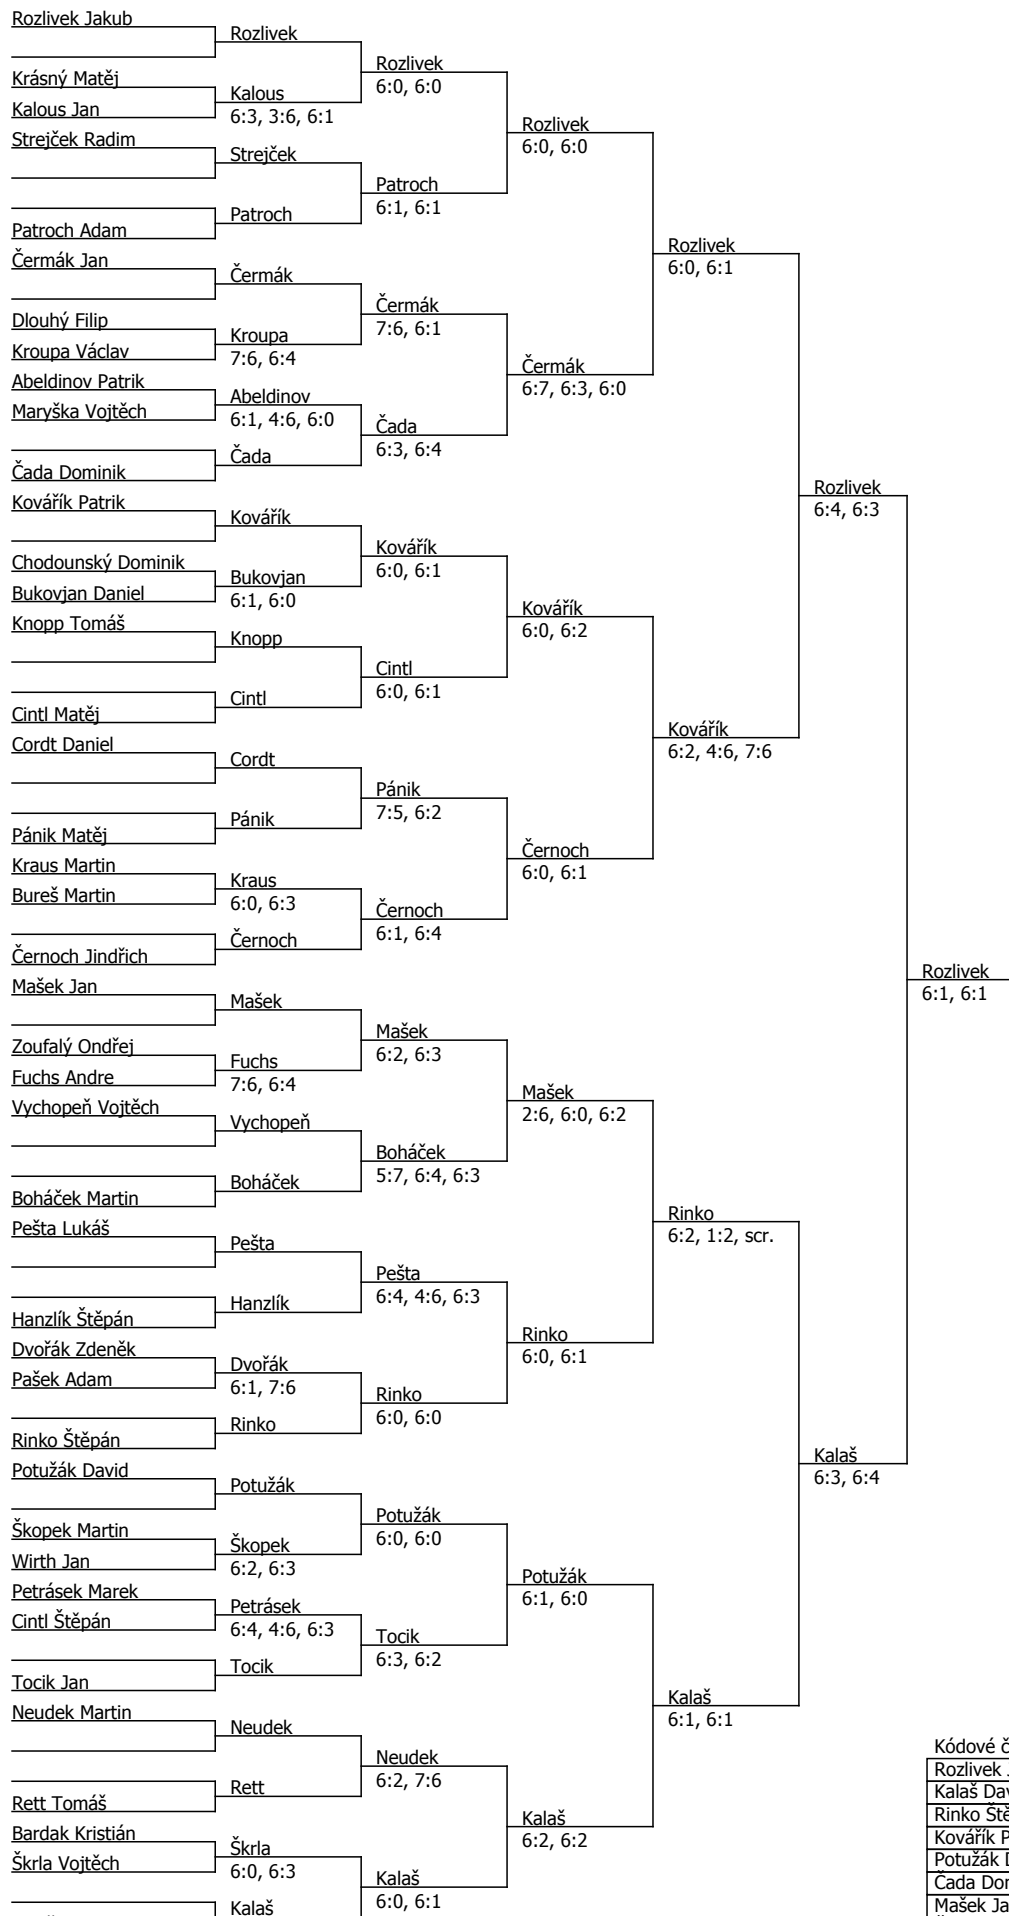 Rozlivek Jakub
Krásný Matěj
Kalous Jan
Strejček Radim
Patroch Adam
Čermák Jan
Dlouhý Filip
Kroupa Václav
Abeldinov Patrik
Maryška Vojtěch
Čada Dominik
Kovářík Patrik
Chodounský Dominik
Bukovjan Daniel
Knopp Tomáš
Cintl Matěj
Cordt Daniel
Pánik Matěj
Kraus Martin
Bureš Martin
Černoch Jindřich
Mašek Jan
Zoufalý Ondřej
Fuchs Andre
Vychopeň Vojtěch
Boháček Martin
Pešta Lukáš
Hanzlík Štěpán
Dvořák Zdeněk
Pašek Adam
Rinko Štěpán
Potužák David
Škopek Martin
Wirth Jan
Petrásek Marek
Cintl Štěpán
Tocik Jan
Neudek Martin
Rett Tomáš
Bardak Kristián
Škrla Vojtěch
Rozlivek
Kalous
6:3, 3:6, 6:1
Strejček
Patroch
Čermák
Kroupa
7:6, 6:4
Abeldinov
6:1, 4:6, 6:0
Čada
Kovářík
Bukovjan
6:1, 6:0
Knopp
Cintl
Cordt
Pánik
Kraus
6:0, 6:3
Černoch
Mašek
Fuchs
7:6, 6:4
Vychopeň
Boháček
Pešta
Hanzlík
Dvořák
6:1, 7:6
Rinko
Potužák
Škopek
6:2, 6:3
Petrásek
6:4, 4:6, 6:3
Tocik
Neudek
Rett
Škrla
6:0, 6:3
Kalaš
Rozlivek
6:0, 6:0
Patroch
6:1, 6:1
Čermák
7:6, 6:1
Čada
6:3, 6:4
Kovářík
6:0, 6:1
Cintl
6:0, 6:1
Pánik
7:5, 6:2
Černoch
6:1, 6:4
Mašek
6:2, 6:3
Boháček
5:7, 6:4, 6:3
Pešta
6:4, 4:6, 6:3
Rinko
6:0, 6:0
Potužák
6:0, 6:0
Tocik
6:3, 6:2
Neudek
6:2, 7:6
Kalaš
6:0, 6:1
Rozlivek
6:0, 6:0
Čermák
6:7, 6:3, 6:0
Kovářík
6:0, 6:2
Černoch
6:0, 6:1
Mašek
2:6, 6:0, 6:2
Rinko
6:0, 6:1
Potužák
6:1, 6:0
Kalaš
6:2, 6:2
Rozlivek
6:0, 6:1
Kovářík
6:2, 4:6, 7:6
Rinko
6:2, 1:2, scr.
Kalaš
6:1, 6:1
Rozlivek
6:4, 6:3
Kalaš
6:3, 6:4
Rozlivek
6:1, 6:1
Kódové č
Rozlivek
Kalaš Dav
Rinko Ště
Kovářík P
Potužák
Čada Dor
Mašek Ja